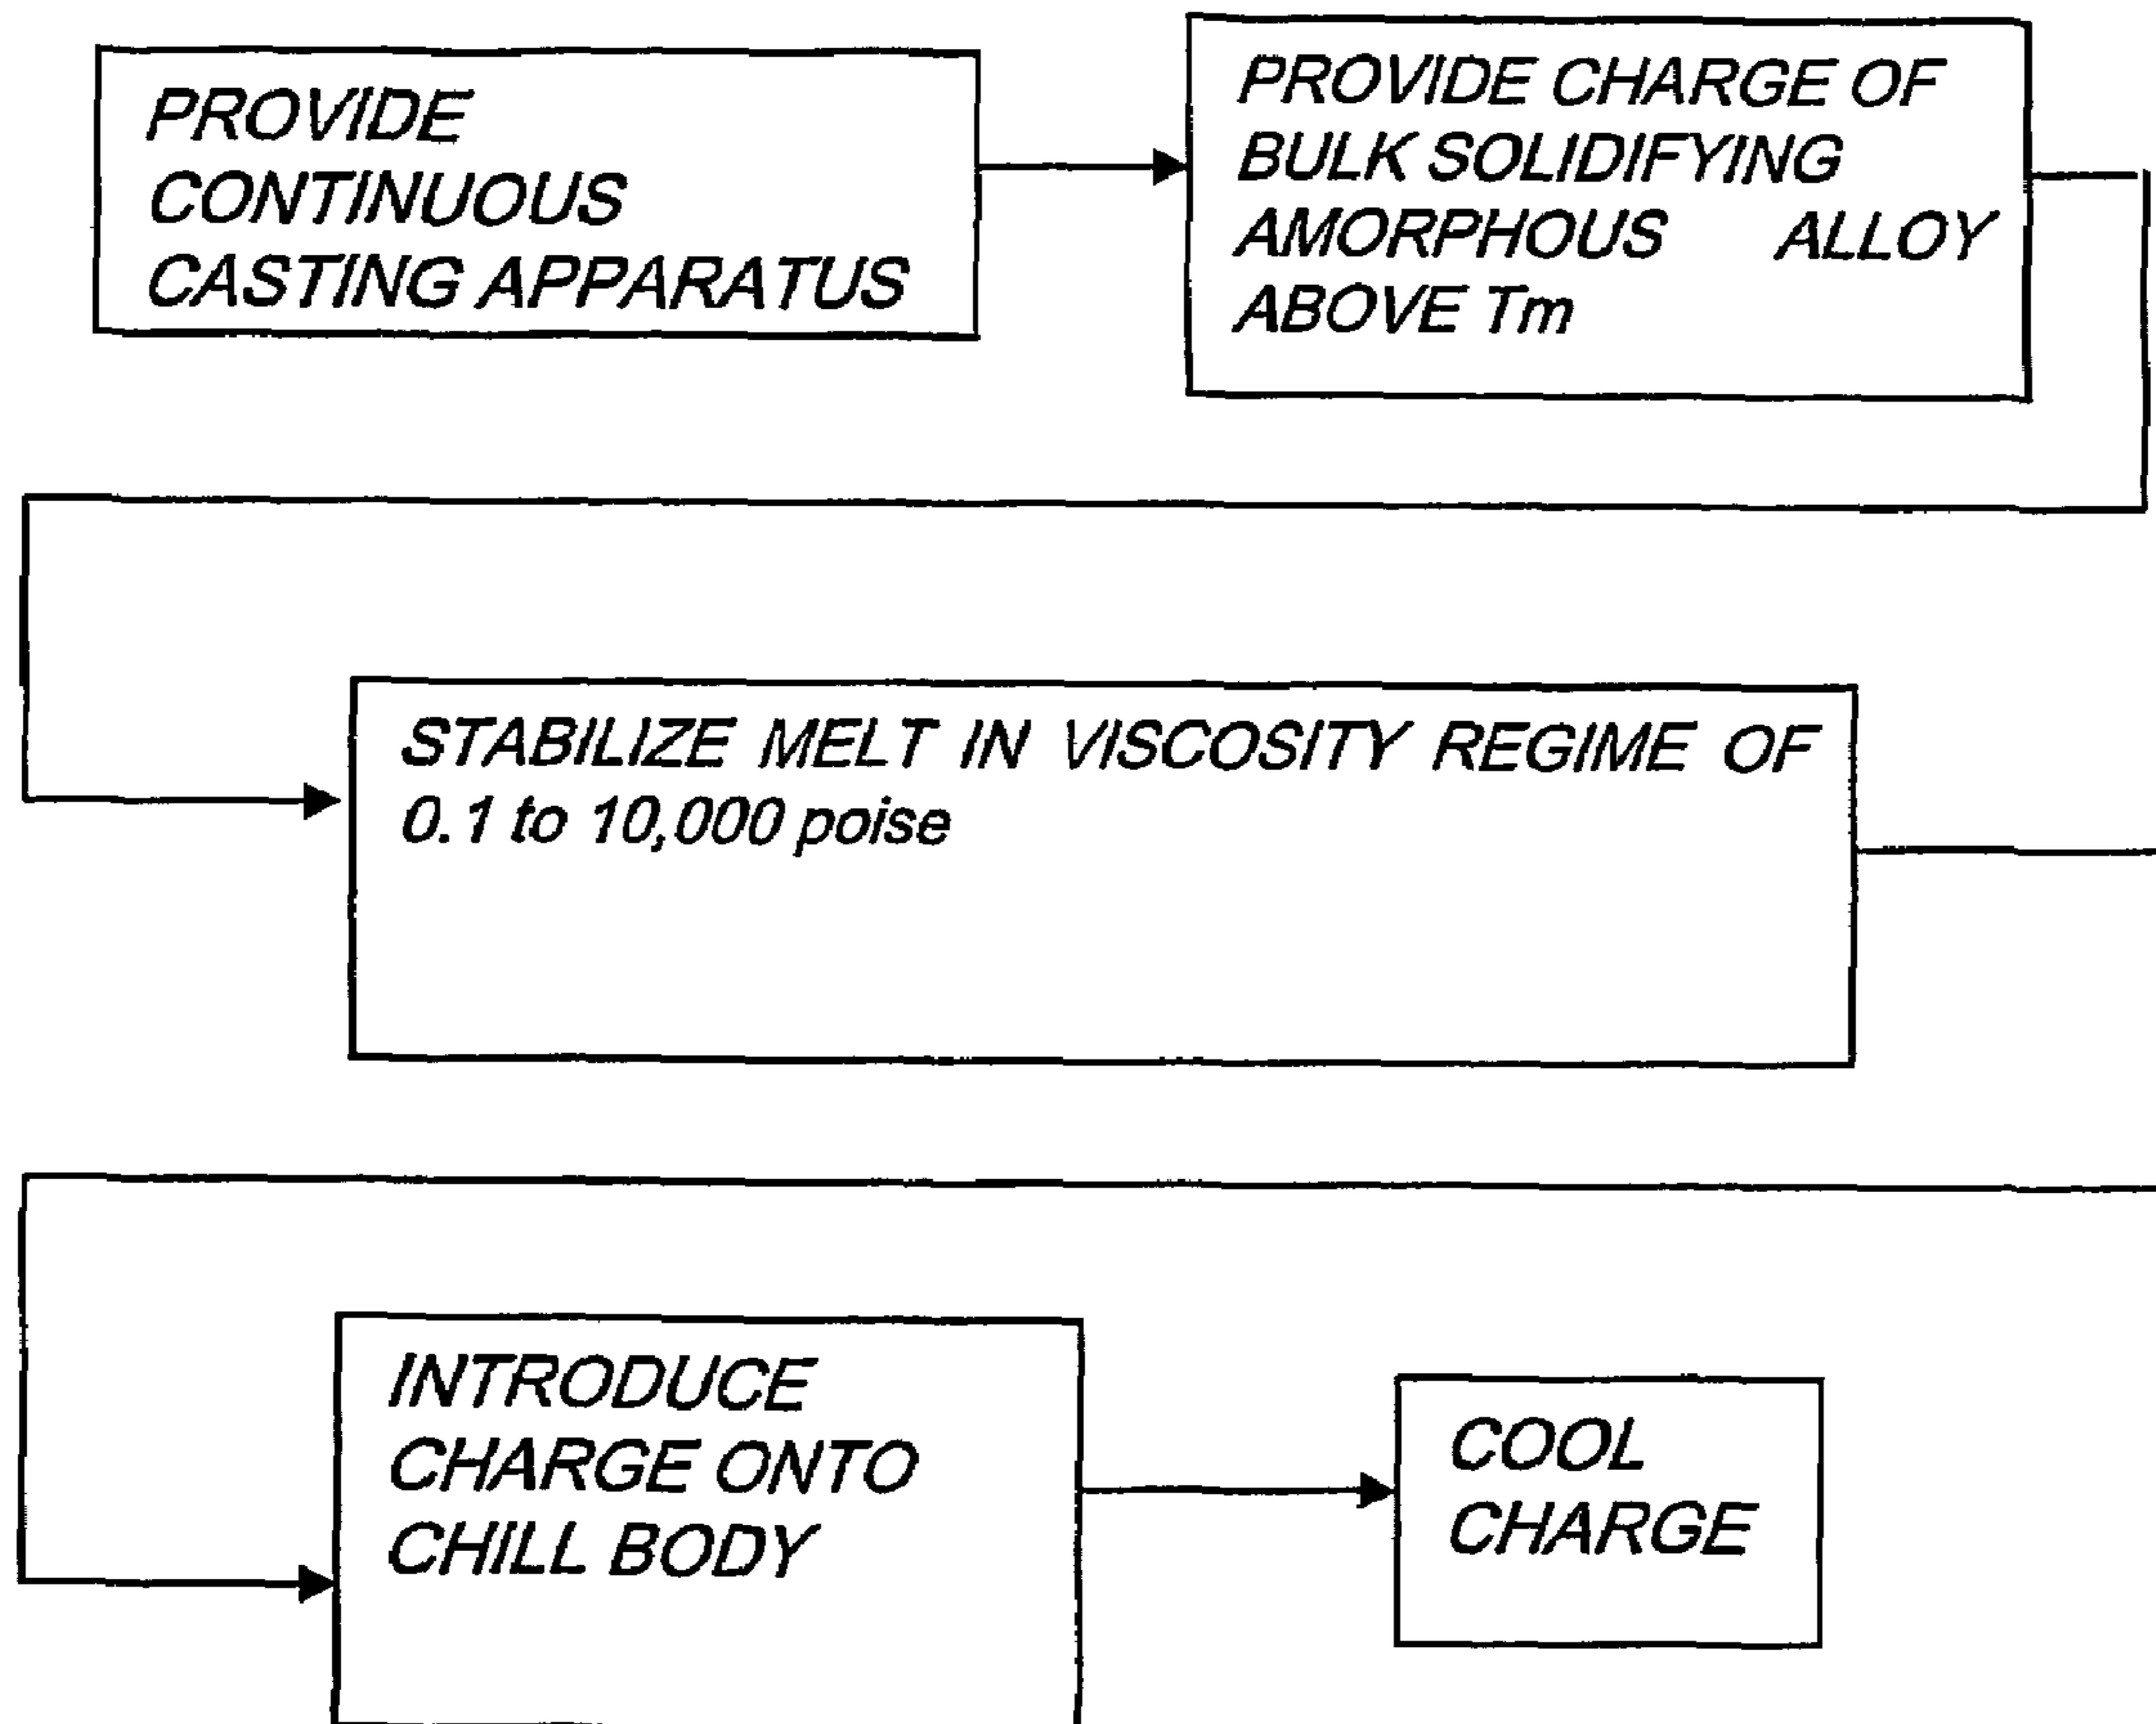 PROVIDE
CONTINUOUS
CASTING APPARATUS
PROVIDE CHARGE OF
BULK SOLIDIFYING
AMORPHOUS ALLOY
ABOVE Tm
STABILIZE MELT IN VISCOSITY REGIME OF
0.1 to 10,000 poise
INTRODUCE
CHARGE ONTO
CHILL BODY
COOL
CHARGE